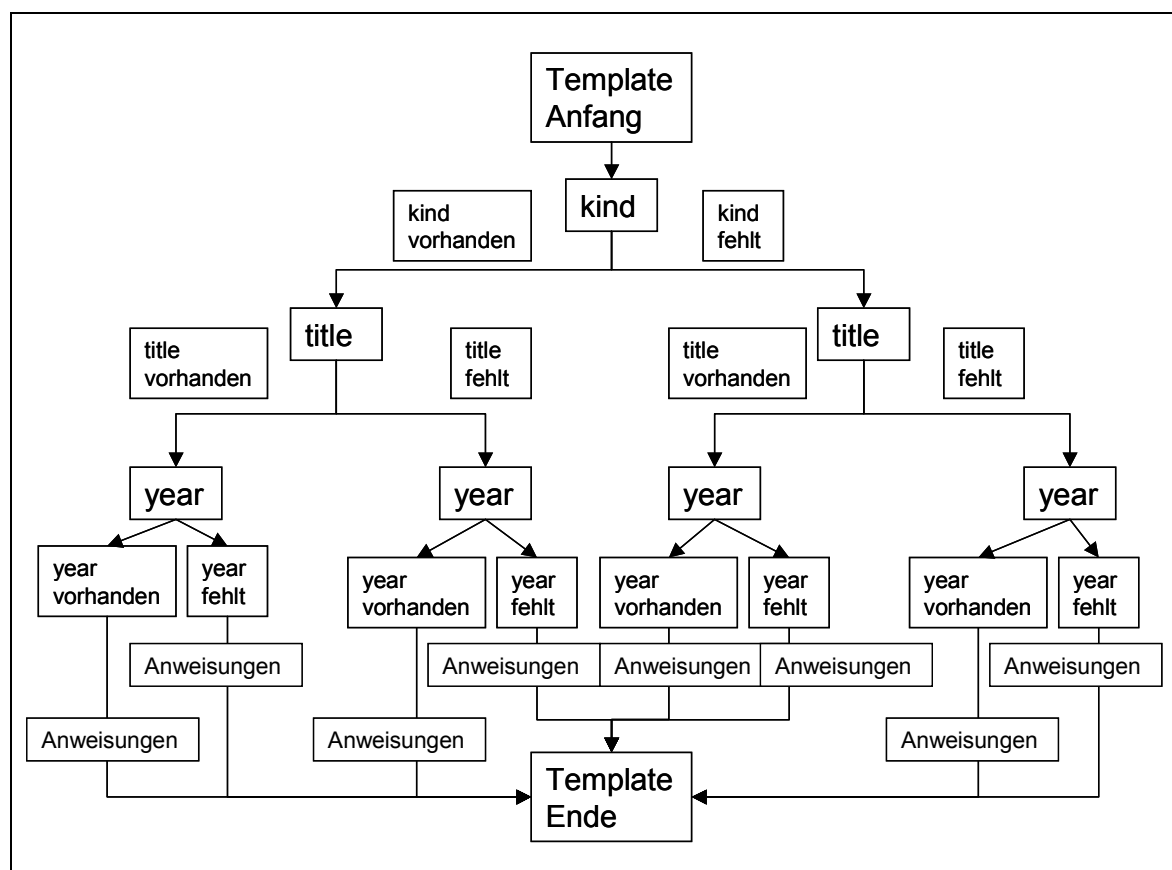 Template
Anfang
kind
kind
vorhanden
kind
fehlt
title
title
title
vorhanden
title
fehlt
title
vorhanden
title
fehlt
year
year
year
year
year
vorhanden
year
fehlt
year
vorhanden
year
fehlt
year
vorhanden
year
fehlt
year
vorhanden
year
fehlt
Anweisungen
Anweisungen
Anweisungen
Anweisungen
Anweisungen
Anweisungen
Anweisungen
Anweisungen
Template
Ende